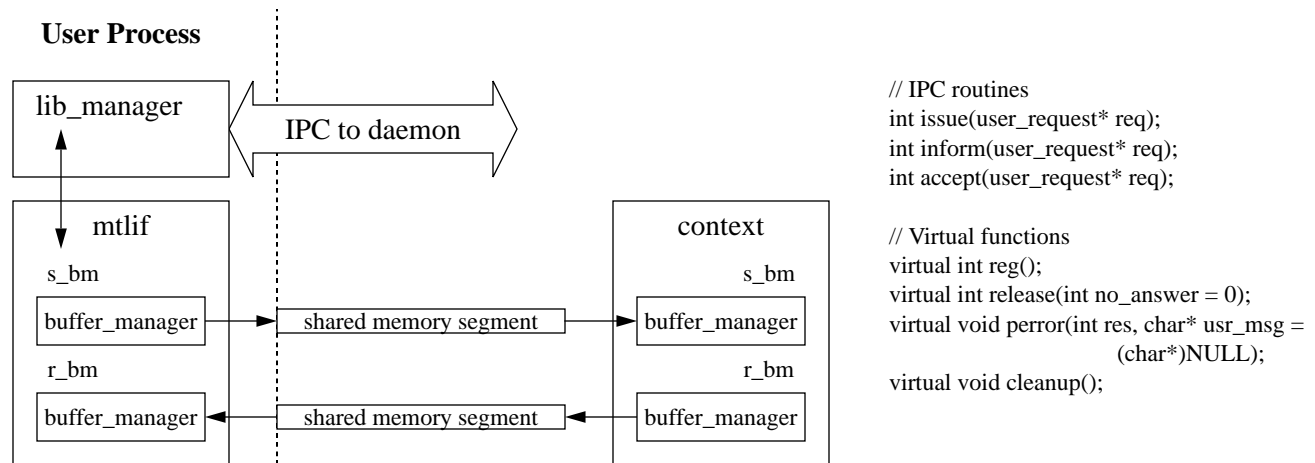 User Process
lib_manager
IPC to daemon
mtlif
s_bm
buffer_manager
r_bm
buffer_manager
shared memory segment
shared memory segment
context
s_bm
buffer_manager
r_bm
buffer_manager
// IPC routines
int issue(user_request* req);
int inform(user_request* req);
int accept(user_request* req);
// Virtual functions
virtual int reg();
virtual int release(int no_answer = 0);
virtual void perror(int res, char* usr_msg =
(char*)NULL);
virtual void cleanup();